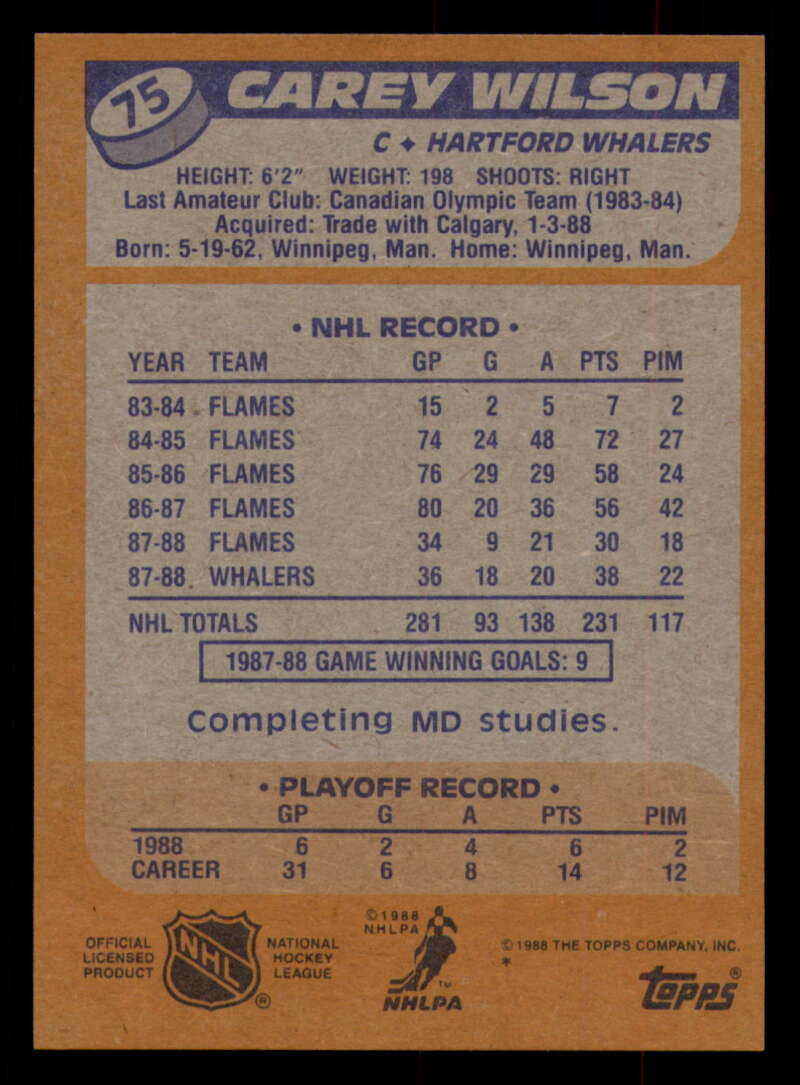 75
CAREY WILSON
C ♦ HARTFORD WHALERS
HEIGHT: 6'2" WEIGHT: 198 SHOOTS: RIGHT
Last Amateur Club: Canadian Olympic Team (1983-84)
Acquired: Trade with Calgary, 1-3-88
Born: 5-19-62, Winnipeg, Man. Home: Winnipeg, Man.
• NHL RECORD •
YEAR TEAM GP G A PTS PIM
83-84 FLAMES 15 2 5 7 2
84-85 FLAMES 74 24 48 72 27
85-86 FLAMES 76 29 29 58 24
86-87 FLAMES 80 20 36 56 42
87-88 FLAMES 34 9 21 30 18
87-88 WHALERS 36 18 20 38 22
NHL TOTALS 281 93 138 231 117
1987-88 GAME WINNING GOALS: 9
Completing MD studies.
• PLAYOFF RECORD •
GP G A PTS PIM
1988 6 2 4 6 2
CAREER 31 6 8 14 12
OFFICIAL
LICENSED
PRODUCT
NHL
®
NATIONAL
HOCKEY
LEAGUE
©1988
NHLPA
TM
NHLPA
© 1988 THE TOPPS COMPANY, INC.
*
topps®